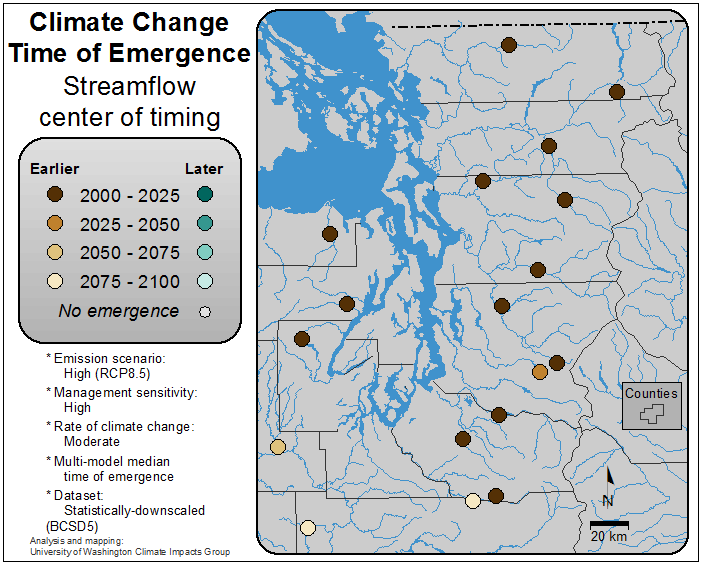 Climate Change
Time of Emergence
Streamflow
center of timing
Earlier Later
2000 - 2025
2025 - 2050
2050 - 2075
2075 - 2100
No emergence
* Emission scenario:
High (RCP8.5)
* Management sensitivity:
High
* Rate of climate change:
Moderate
* Multi-model median
time of emergence
* Dataset:
Statistically-downscaled
(BCSD5)
Analysis and mapping:
University of Washington Climate Impacts Group
Counties
N
20 km